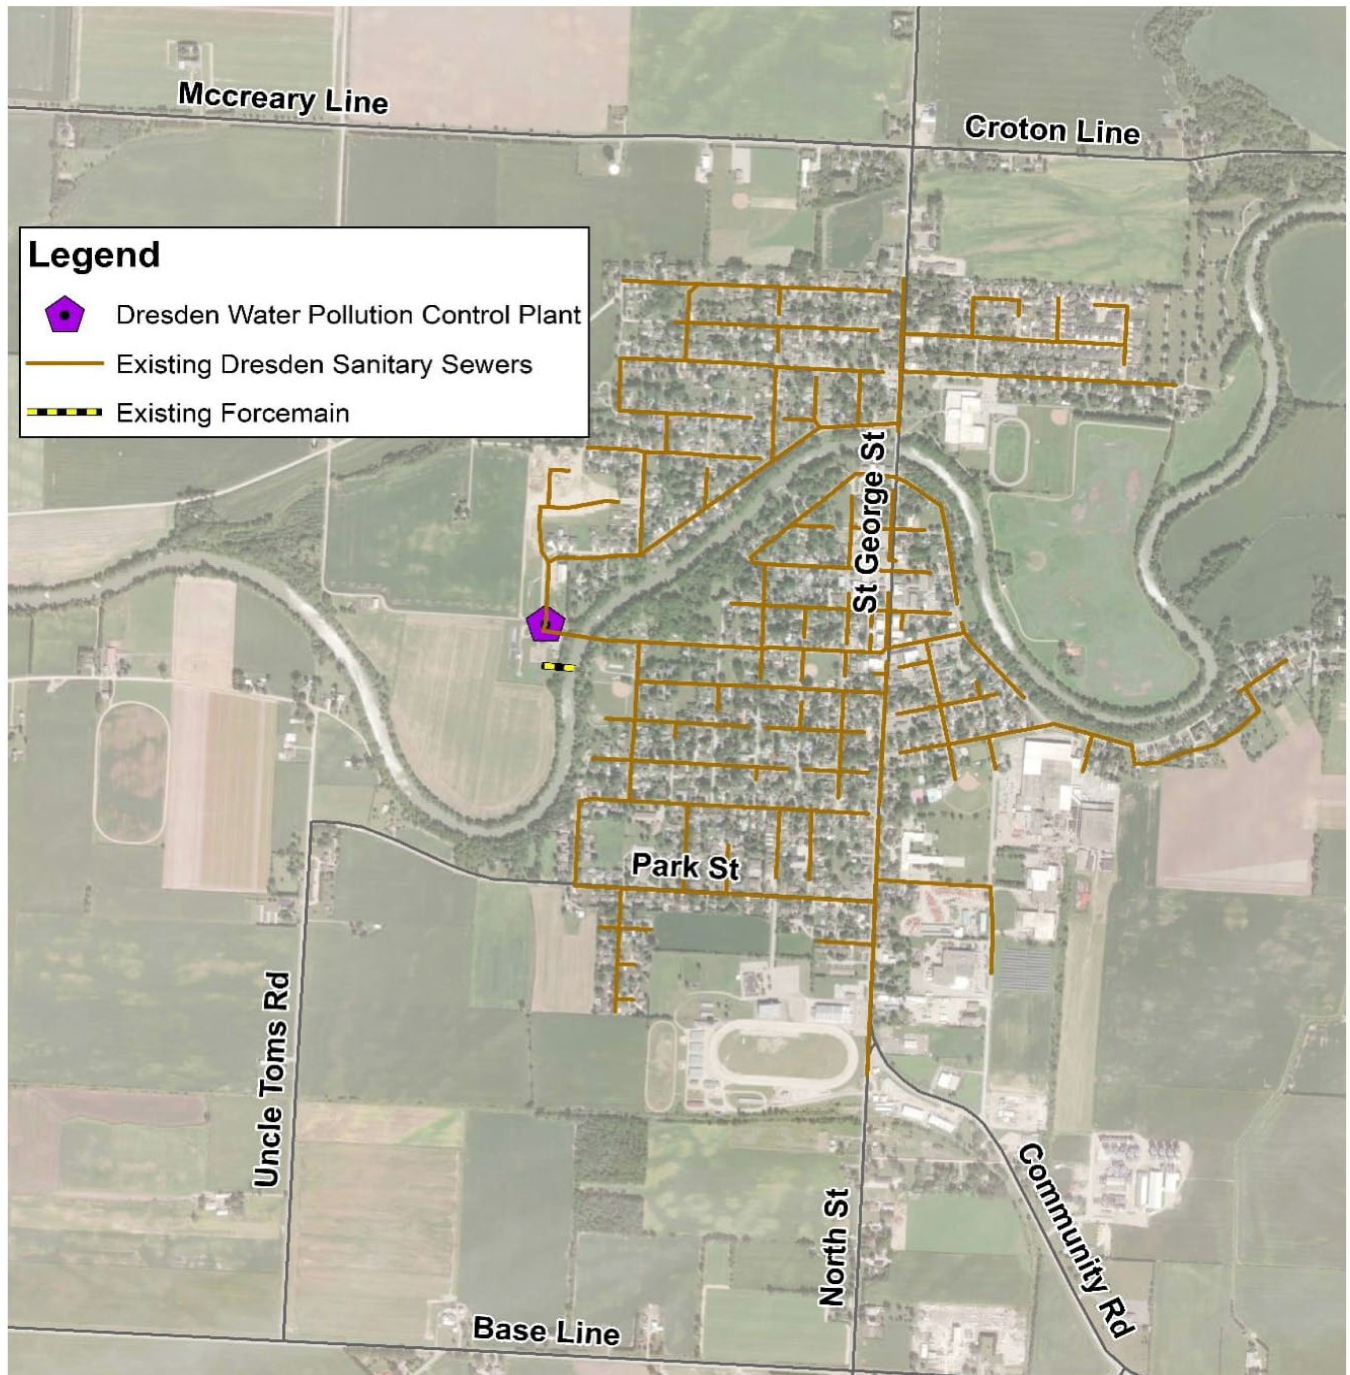 Mccreary Line
Croton Line
Legend
Dresden Water Pollution Control Plant
Existing Dresden Sanitary Sewers
Existing Forcemain
St George St
Park St
Uncle Toms Rd
North St
Community Rd
Base Line